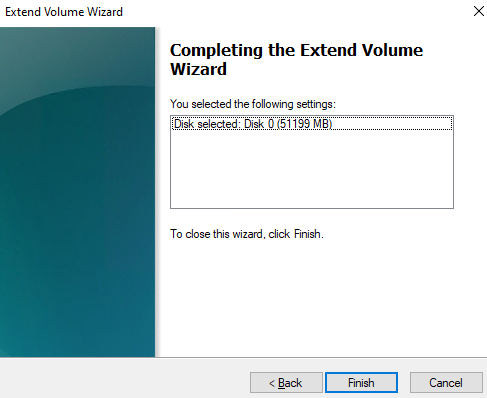 Extend Volume Wizard
Completing the Extend Volume
Wizard
You selected the following settings:
Disk selected: Disk 0 (51199 MB)
To close this wizard, click Finish.
< Back
Finish
Cancel